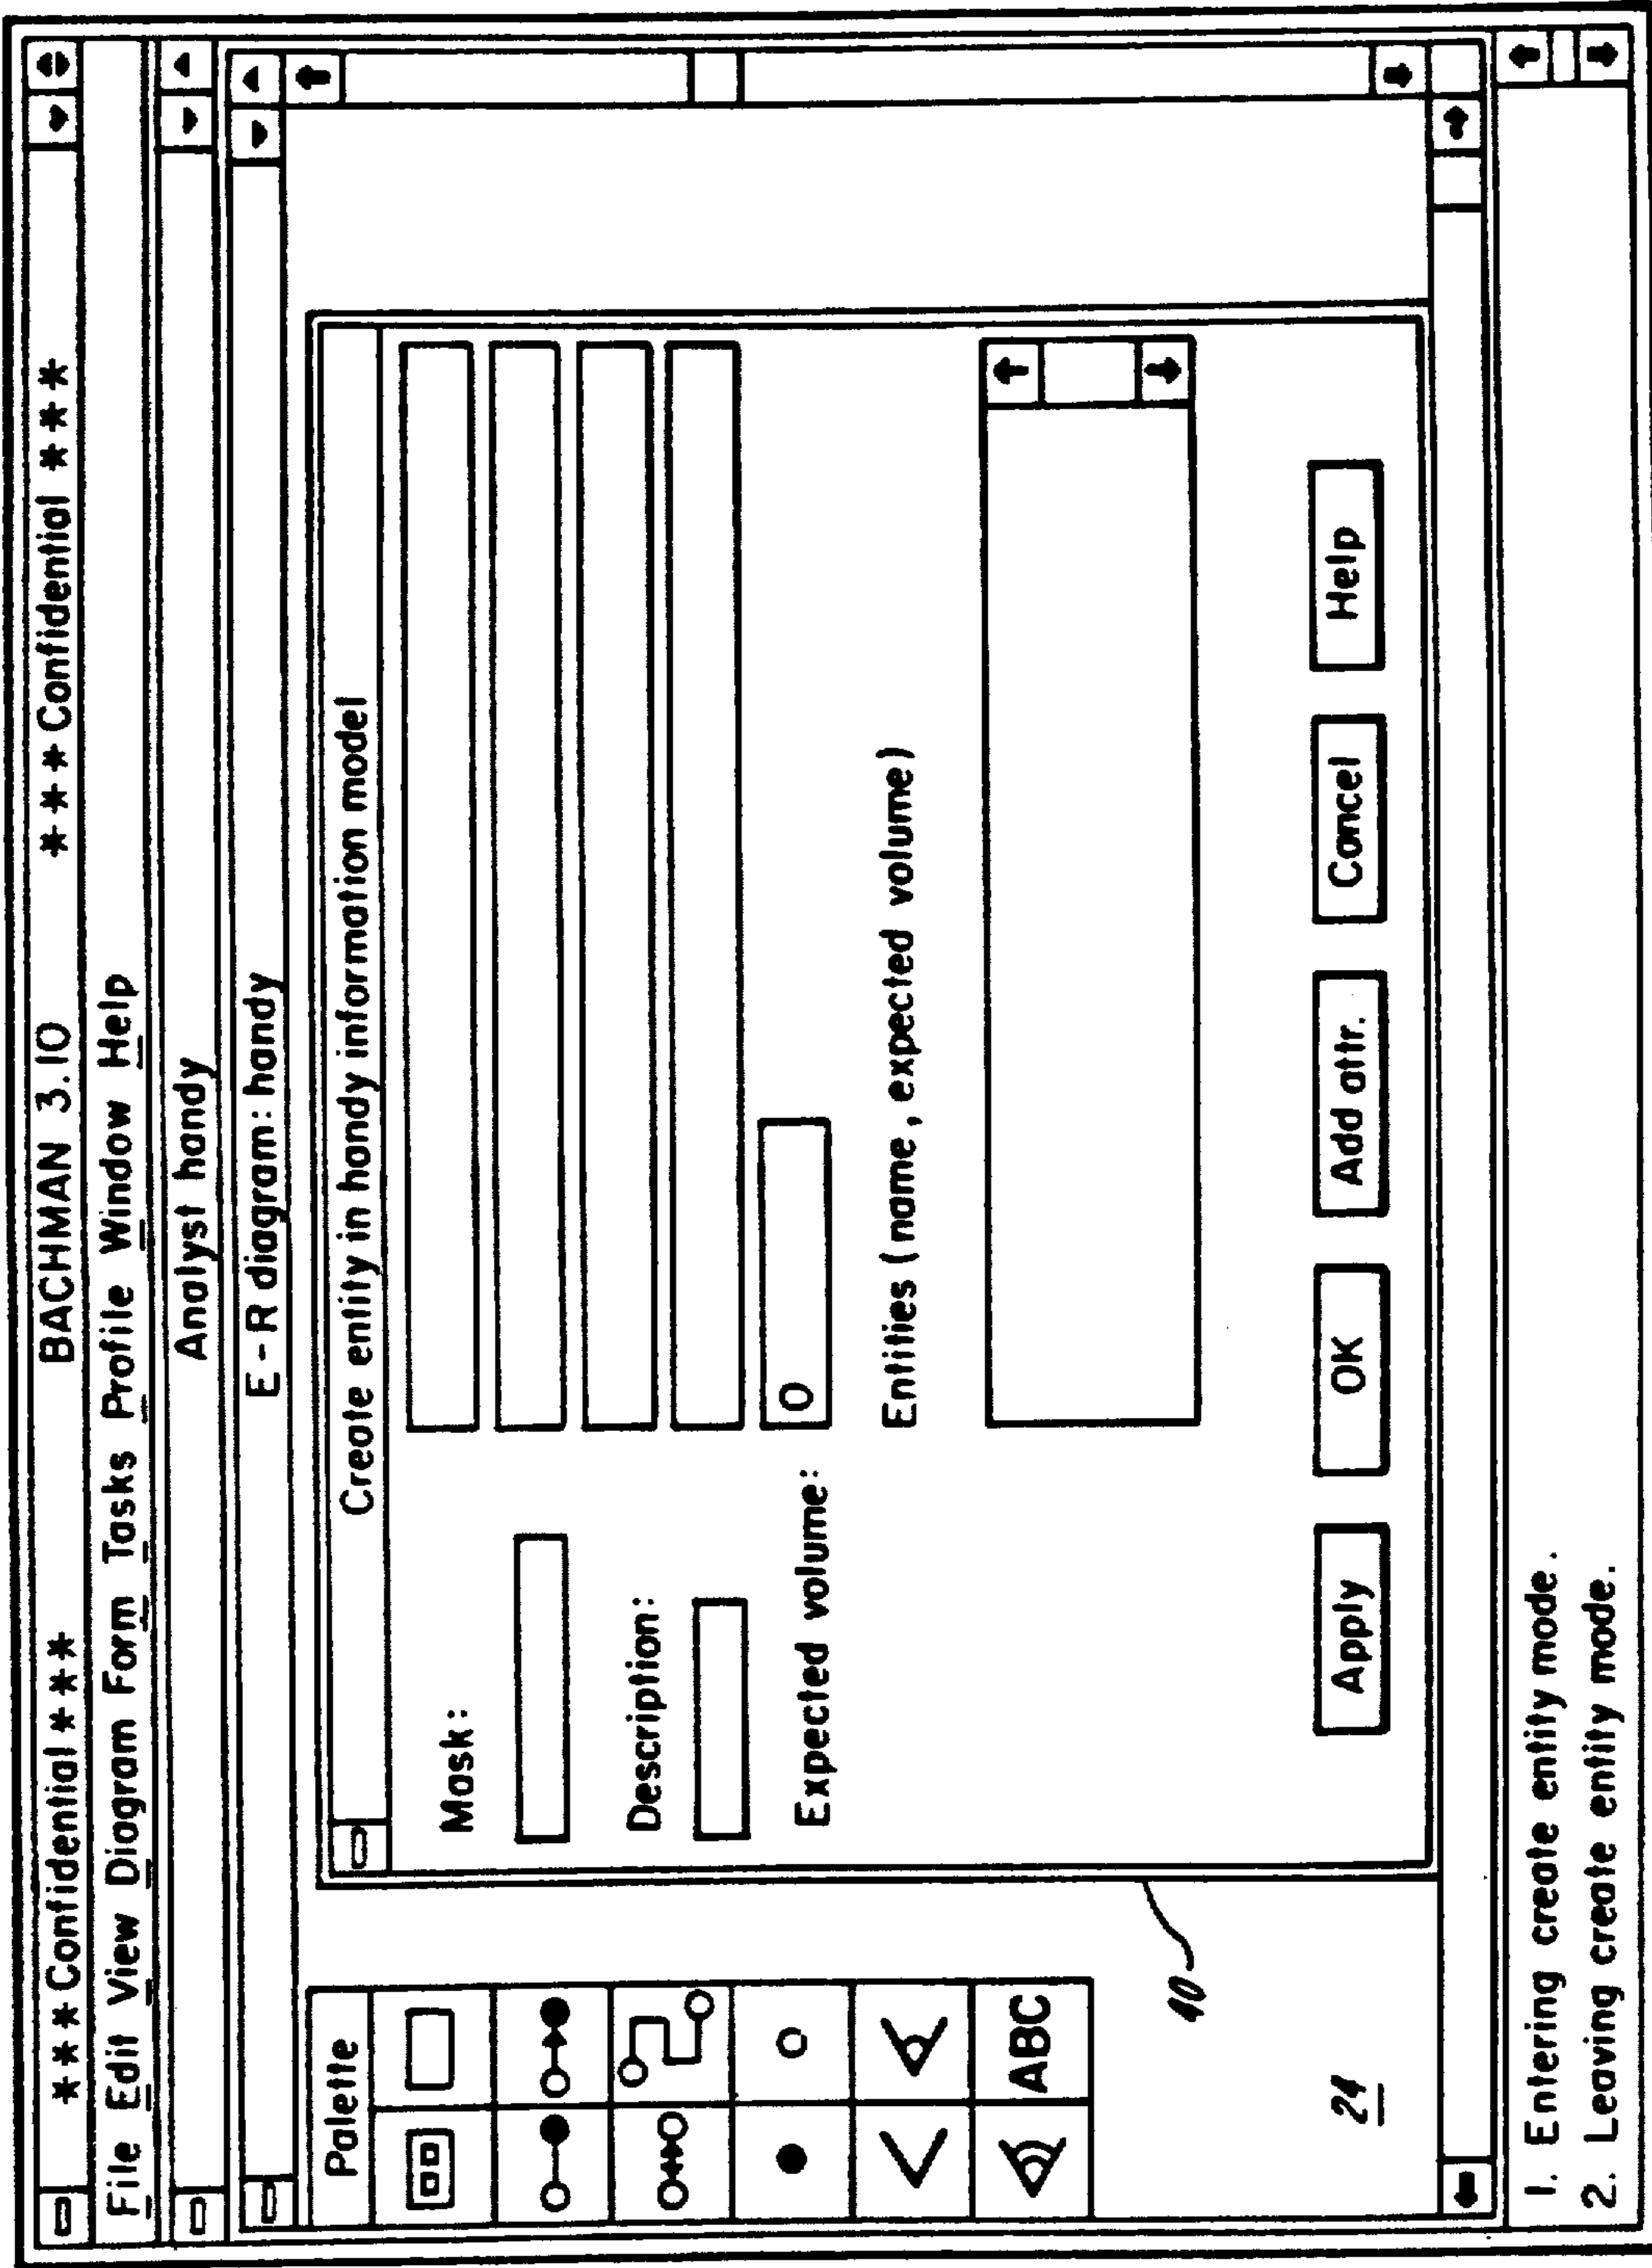 ***Confidential*** BACHMAN 3.10 ***Confidential ***
File Edit View Diagram Form Tasks Profile Window Help
Analyst handy
E-R diagram: handy
Palette
ABC
Create entity in handy information model
Mask:
Description:
Expected volume:
0
Entities (name, expected volume)
Apply OK Add attr. Cancel Help
40
24
1. Entering create entity mode.
2. Leaving create entity mode.